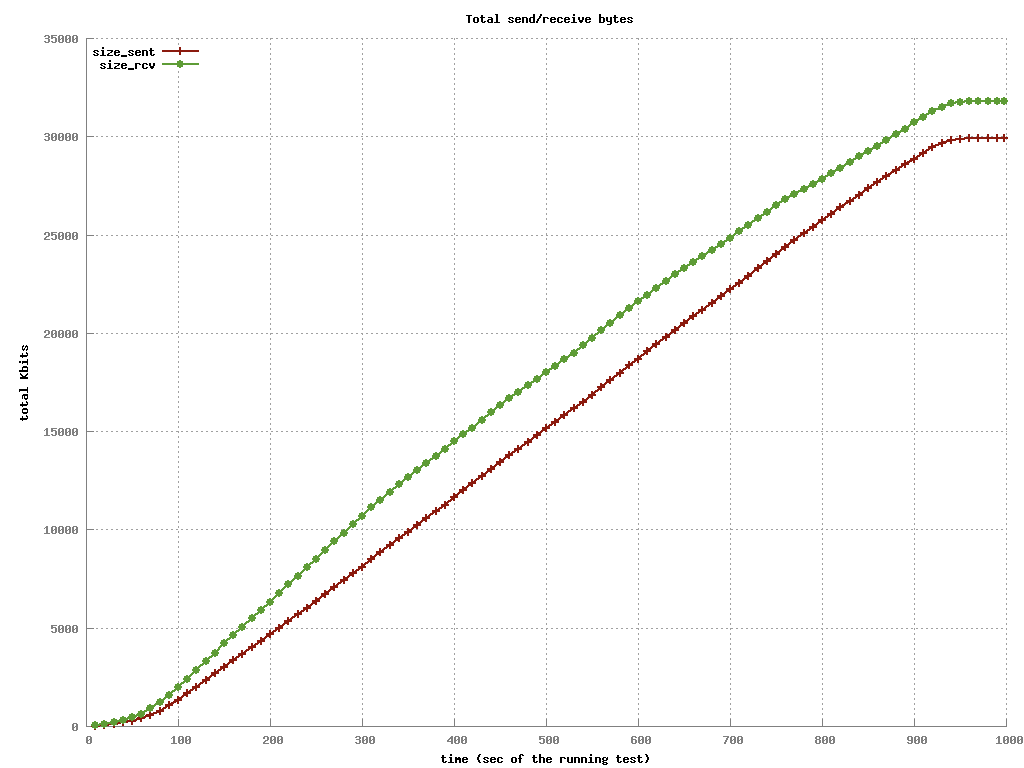 Total send/receive bytes
35000
size_sent
size_rcv
30000
25000
20000
total Kbits
15000
10000
5000
0
0 100 200 300 400 500 600 700 800 900 1000
time (sec of the running test)